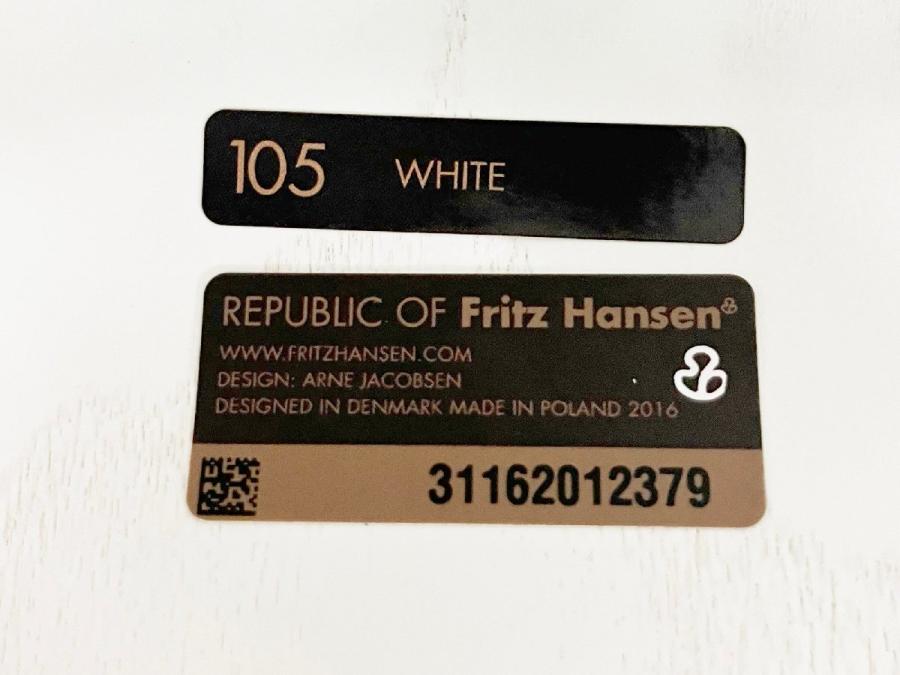 105 WHITE
REPUBLIC OF Fritz Hansen®
WWW.FRITZHANSEN.COM
DESIGN: ARNE JACOBSEN
DESIGNED IN DENMARK MADE IN POLAND 2016
31162012379